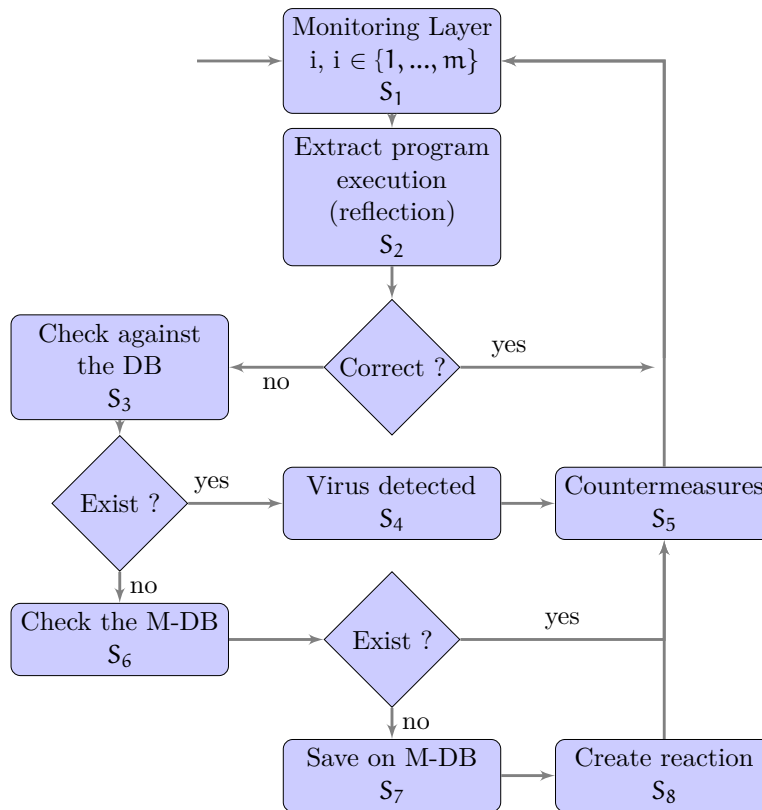 Monitoring Layer
i, i ∈ {1, ..., m}
S₁
Extract program
execution
(reflection)
S₂
Check against
the DB
S₃
no
Correct ?
yes
Exist ?
yes
Virus detected
S₄
Countermeasures
S₅
no
Check the M-DB
S₆
Exist ?
yes
no
Save on M-DB
S₇
Create reaction
S₈